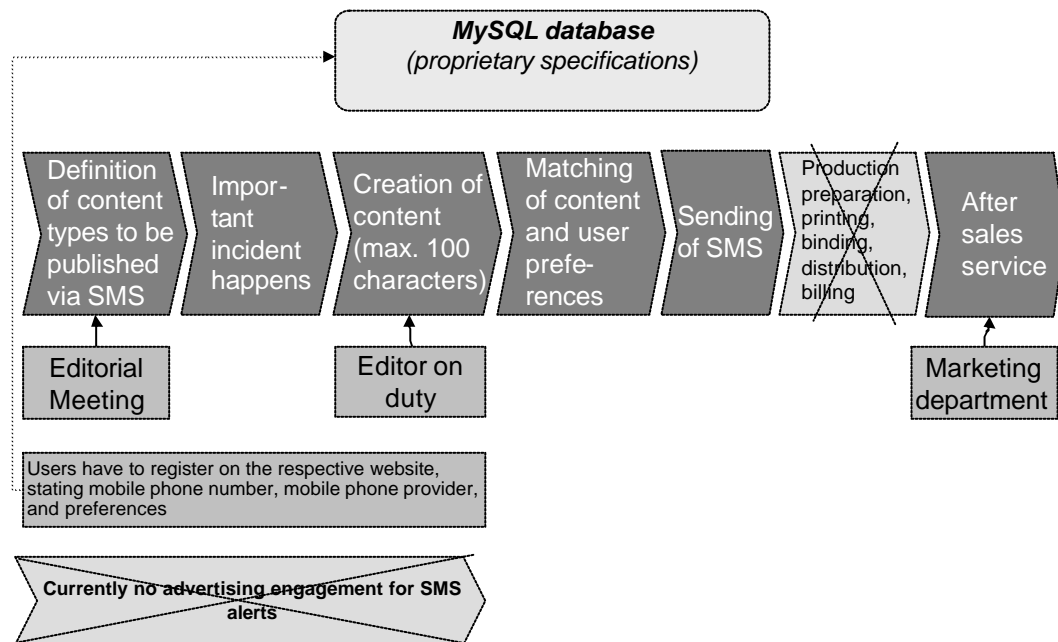 MySQL database
(proprietary specifications)
Definition
of content
types to be
published
via SMS
Impor-
tant
incident
happens
Creation of
content
(max. 100
characters)
Matching
of content
and user
prefe-
rences
Sending
of SMS
Production
preparation,
printing,
binding,
distribution,
billing
After
sales
service
Editorial
Meeting
Editor on
duty
Marketing
department
Users have to register on the respective website,
stating mobile phone number, mobile phone provider,
and preferences
Currently no advertising engagement for SMS
alerts